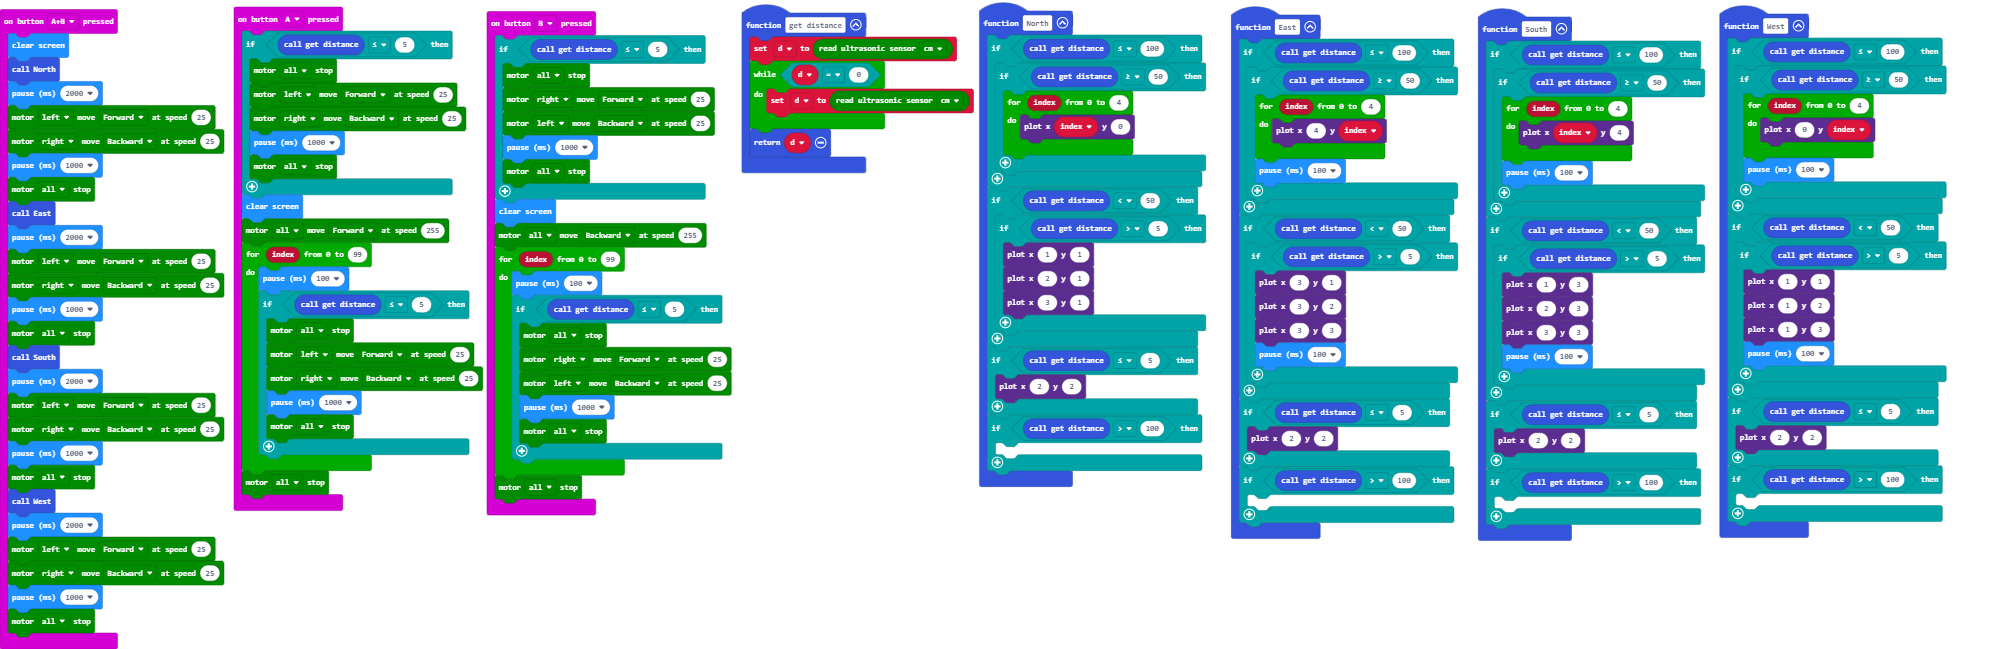 on button A+B pressed
clear screen
call North
pause (ms) 2000
motor left move Forward at speed 25
motor right move Backward at speed 25
pause (ms) 1000
motor all stop
call East
pause (ms) 2000
motor left move Forward at speed 25
motor right move Backward at speed 25
pause (ms) 1000
motor all stop
call South
pause (ms) 2000
motor left move Forward at speed 25
motor right move Backward at speed 25
pause (ms) 1000
motor all stop
call West
pause (ms) 2000
motor left move Forward at speed 25
motor right move Backward at speed 25
pause (ms) 1000
motor all stop
on button A pressed
if call get distance ≤ 5 then
motor all stop
motor left move Forward at speed 25
motor right move Backward at speed 25
pause (ms) 1000
motor all stop
clear screen
motor all move Forward at speed 255
for index from 0 to 99
do
pause (ms) 100
if call get distance ≤ 5 then
motor all stop
motor left move Forward at speed 25
motor right move Backward at speed 25
pause (ms) 1000
motor all stop
motor all stop
on button B pressed
if call get distance ≤ 5 then
motor all stop
motor right move Forward at speed 25
motor left move Backward at speed 25
pause (ms) 1000
motor all stop
clear screen
motor all move Backward at speed 255
for index from 0 to 99
do
pause (ms) 100
if call get distance ≤ 5 then
motor all stop
motor right move Forward at speed 25
motor left move Backward at speed 25
pause (ms) 1000
motor all stop
motor all stop
function get distance
set d to read ultrasonic sensor cm
while d = 0
do set d to read ultrasonic sensor cm
return d
function North
if call get distance ≤ 100 then
if call get distance ≥ 50 then
for index from 0 to 4
do plot x index y 0
if call get distance < 50 then
if call get distance > 5 then
plot x 1 y 1
plot x 2 y 1
plot x 3 y 1
if call get distance ≤ 5 then
plot x 2 y 2
if call get distance > 100 then
function East
if call get distance ≤ 100 then
if call get distance ≥ 50 then
for index from 0 to 4
do plot x 4 y index
pause (ms) 100
if call get distance < 50 then
if call get distance > 5 then
plot x 3 y 1
plot x 3 y 2
plot x 3 y 3
pause (ms) 100
if call get distance ≤ 5 then
plot x 2 y 2
if call get distance > 100 then
function South
if call get distance ≤ 100 then
if call get distance ≥ 50 then
for index from 0 to 4
do plot x index y 4
pause (ms) 100
if call get distance < 50 then
if call get distance > 5 then
plot x 1 y 3
plot x 2 y 3
plot x 3 y 3
pause (ms) 100
if call get distance ≤ 5 then
plot x 2 y 2
if call get distance > 100 then
function West
if call get distance ≤ 100 then
if call get distance ≥ 50 then
for index from 0 to 4
do plot x 0 y index
pause (ms) 100
if call get distance < 50 then
if call get distance > 5 then
plot x 1 y 1
plot x 1 y 2
plot x 1 y 3
pause (ms) 100
if call get distance ≤ 5 then
plot x 2 y 2
if call get distance > 100 then